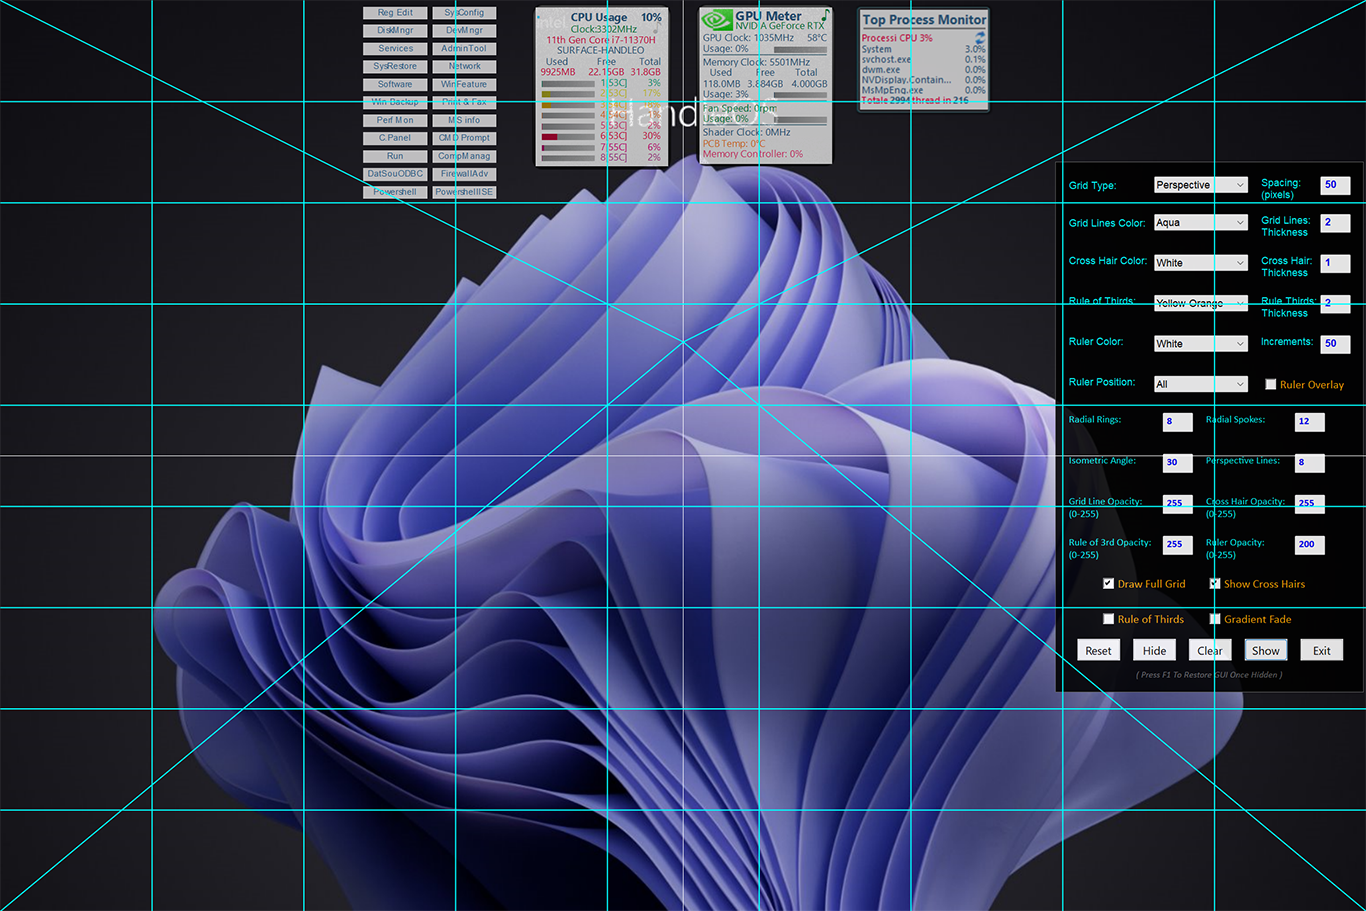 Reg Edit
SysConfig
DiskMngr
DevMngr
Services
AdminTool
SysRestore
Network
Software
WinFeature
Win Backup
Print & Fax
Perf Mon
MS info
C.Panel
CMD Prompt
Run
CompManag
DatSouODBC
FirewallAdv
Powershell
PowershellISE
CPU Usage 10%
Clock:3302MHz
11th Gen Core i7-11370H
SURFACE-HANDLEO
Used Free Total
9925MB 22.15GB 31.8GB
1 53C 3%
2 53C 17%
4 54C 1%
5 53C 2%
6 53C 30%
7 55C 6%
8 55C 2%
GPU Meter
NVIDIA GeForce RTX
GPU Clock: 1035MHz 58°C
Usage: 0%
Memory Clock: 5501MHz
Used Free Total
118.0MB 3.884GB 4.000GB
Usage: 3%
Fan Speed: 0rpm
Usage: 0%
Shader Clock: 0MHz
PCB Temp: 0°C
Memory Controller: 0%
Top Process Monitor
Processi CPU 3%
System 3.0%
svchost.exe 0.1%
dwm.exe 0.0%
NVDisplay.Contain... 0.0%
MsMpEng.exe 0.0%
Totale 2994 thread in 216
Grid Type: Perspective Spacing: 50
(pixels)
Grid Lines Color: Aqua Grid Lines: 2
Thickness
Cross Hair Color: White Cross Hair: 1
Thickness
Rule of Thirds: Yellow Orange Rule Thirds: 2
Thickness
Ruler Color: White Increments: 50
Ruler Position: All Ruler Overlay
Radial Rings: 8 Radial Spokes: 12
Isometric Angle: 30 Perspective Lines: 8
Grid Line Opacity: 255 Cross Hair Opacity: 255
(0-255) (0-255)
Rule of 3rd Opacity: 255 Ruler Opacity: 200
(0-255) (0-255)
Draw Full Grid Show Cross Hairs
Rule of Thirds Gradient Fade
Reset Hide Clear Show Exit
( Press F1 To Restore GUI Once Hidden )